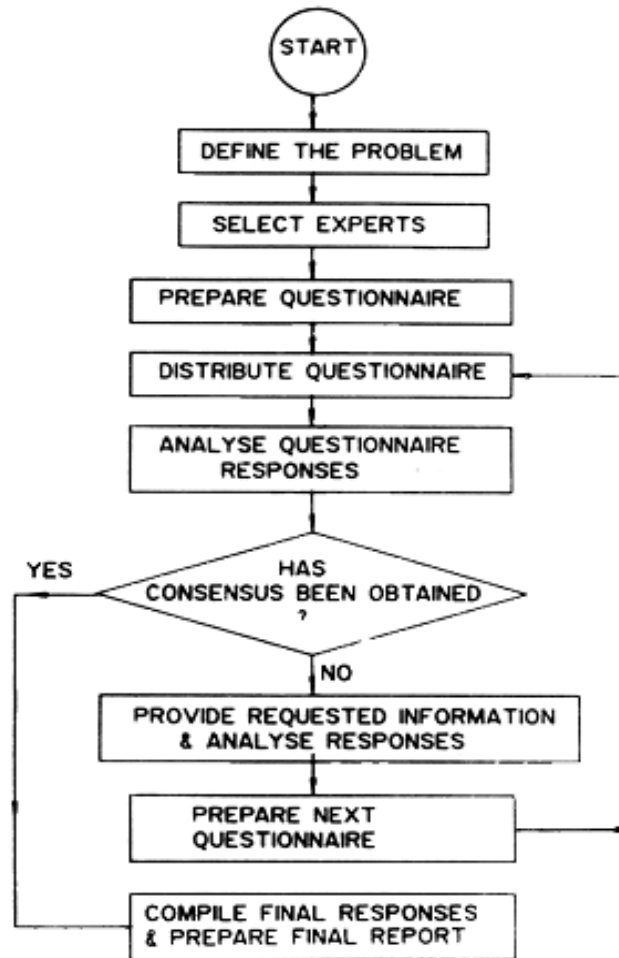 START
DEFINE THE PROBLEM
SELECT EXPERTS
PREPARE QUESTIONNAIRE
DISTRIBUTE QUESTIONNAIRE
ANALYSE QUESTIONNAIRE
RESPONSES
YES
HAS
CONSENSUS BEEN OBTAINED
?
NO
PROVIDE REQUESTED INFORMATION
& ANALYSE RESPONSES
PREPARE NEXT
QUESTIONNAIRE
COMPILE FINAL RESPONSES
& PREPARE FINAL REPORT